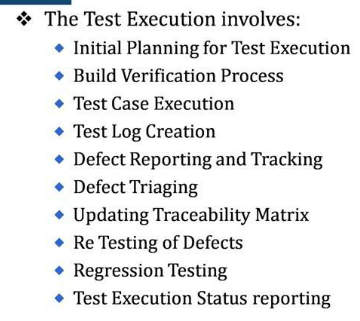 The Test Execution involves:
Initial Planning for Test Execution
Build Verification Process
Test Case Execution
Test Log Creation
Defect Reporting and Tracking
Defect Triaging
Updating Traceability Matrix
Re Testing of Defects
Regression Testing
Test Execution Status reporting